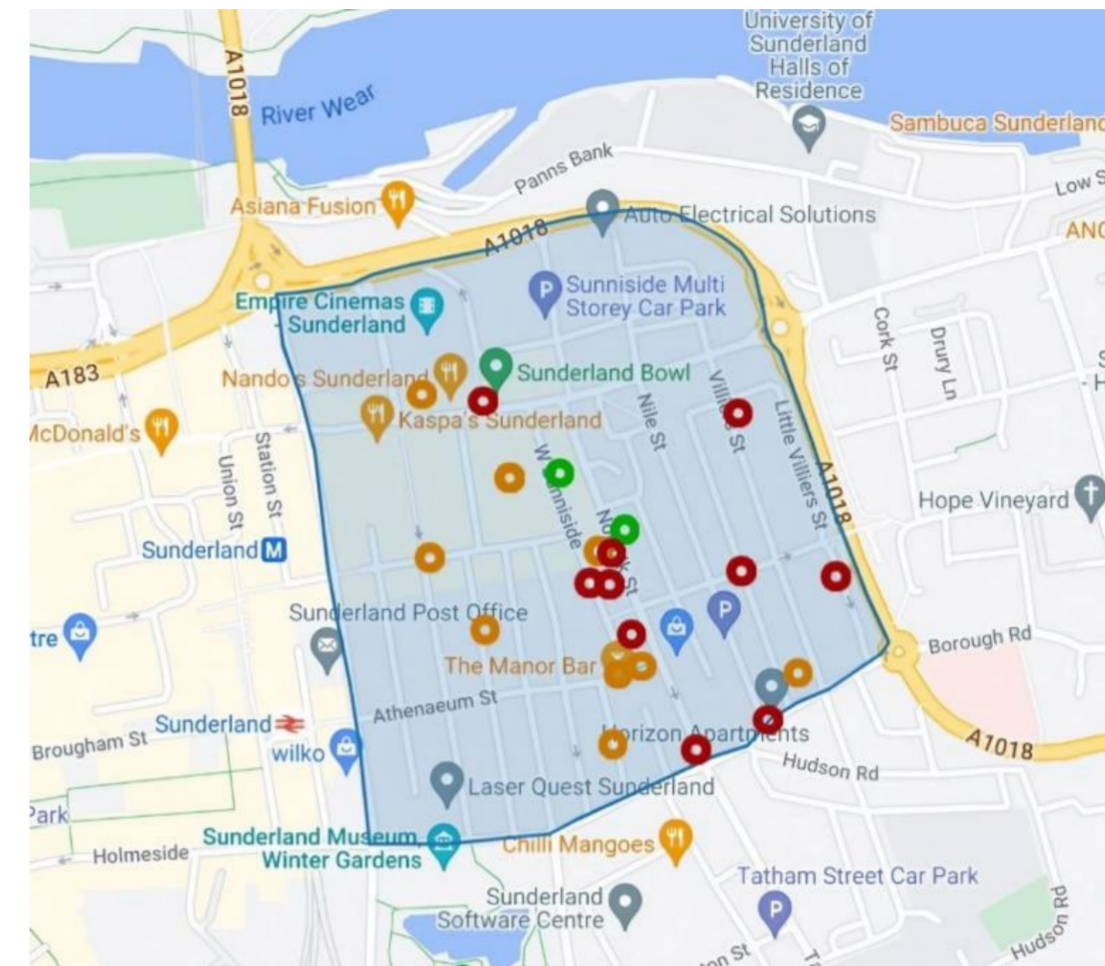 University of
Sunderland
Halls of
Residence
A1018
River Wear
Sambuca Sunderland
Panns Bank
Low S
Asiana Fusion
Auto Electrical Solutions
ANG
A1018
Empire Cinemas
Sunderland
Sunniside Multi
Storey Car Park
Cork St
Drury Ln
A183
Nando's Sunderland
Sunderland Bowl
Kaspa's Sunderland
Nile St
Villiers St
Little Villiers St
McDonald's
Union St
Station St
A1018
Hope Vineyard
Sunderland
M
Sunderland Post Office
tre
The Manor Bar
Borough Rd
Athenaeum St
Sunderland
Horizon Apartments
Brougham St
wilko
A1018
Hudson Rd
Laser Quest Sunderland
Park
Sunderland Museum,
Winter Gardens
Chilli Mangoes
Holmeside
Tatham Street Car Park
Sunderland
Software Centre
Hudson Rd